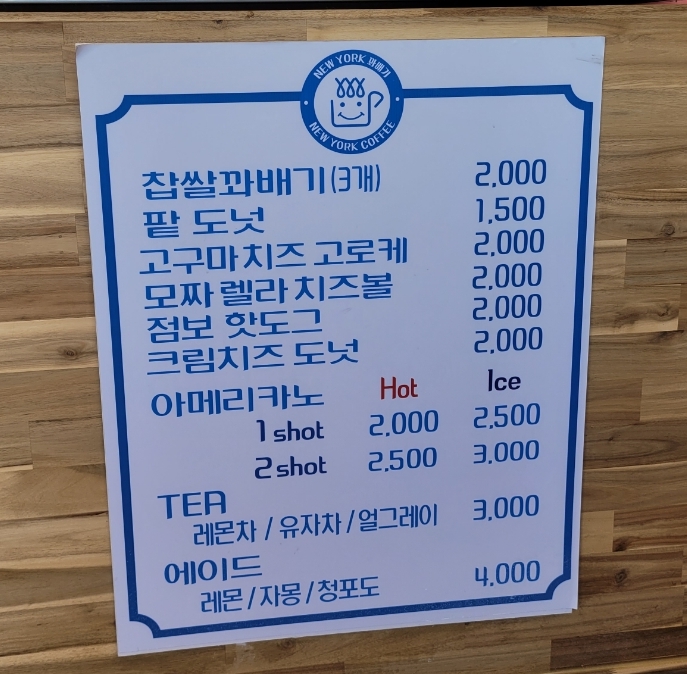 NEW YORK 꽈배기
NEW YORK COFFEE
찹쌀꽈배기 (3개) 2,000
팥 도넛 1,500
고구마치즈 고로케 2,000
모짜렐라 치즈볼 2,000
점보 핫도그 2,000
크림치즈 도넛 2,000
아메리카노 Hot Ice
1 shot 2,000 2,500
2 shot 2,500 3,000
TEA
레몬차 / 유자차 / 얼그레이 3,000
에이드
레몬 / 자몽 / 청포도 4,000